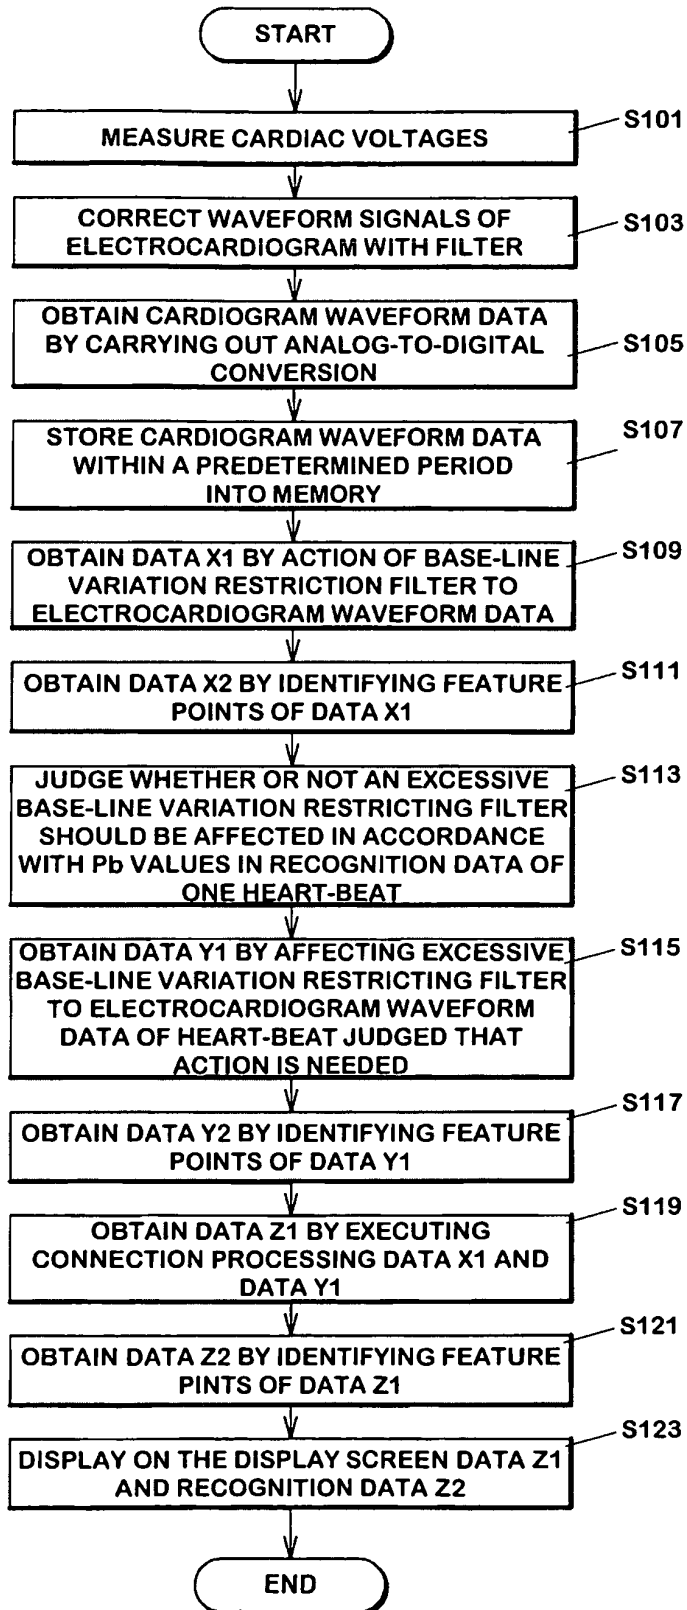 START
MEASURE CARDIAC VOLTAGES
S101
CORRECT WAVEFORM SIGNALS OF
ELECTROCARDIOGRAM WITH FILTER
S103
OBTAIN CARDIOGRAM WAVEFORM DATA
BY CARRYING OUT ANALOG-TO-DIGITAL
CONVERSION
S105
STORE CARDIOGRAM WAVEFORM DATA
WITHIN A PREDETERMINED PERIOD
INTO MEMORY
S107
OBTAIN DATA X1 BY ACTION OF BASE-LINE
VARIATION RESTRICTION FILTER TO
ELECTROCARDIOGRAM WAVEFORM DATA
S109
OBTAIN DATA X2 BY IDENTIFYING FEATURE
POINTS OF DATA X1
S111
JUDGE WHETHER OR NOT AN EXCESSIVE
BASE-LINE VARIATION RESTRICTING FILTER
SHOULD BE AFFECTED IN ACCORDANCE
WITH Pb VALUES IN RECOGNITION DATA OF
ONE HEART-BEAT
S113
OBTAIN DATA Y1 BY AFFECTING EXCESSIVE
BASE-LINE VARIATION RESTRICTING FILTER
TO ELECTROCARDIOGRAM WAVEFORM
DATA OF HEART-BEAT JUDGED THAT
ACTION IS NEEDED
S115
OBTAIN DATA Y2 BY IDENTIFYING FEATURE
POINTS OF DATA Y1
S117
OBTAIN DATA Z1 BY EXECUTING
CONNECTION PROCESSING DATA X1 AND
DATA Y1
S119
OBTAIN DATA Z2 BY IDENTIFYING FEATURE
PINTS OF DATA Z1
S121
DISPLAY ON THE DISPLAY SCREEN DATA Z1
AND RECOGNITION DATA Z2
S123
END